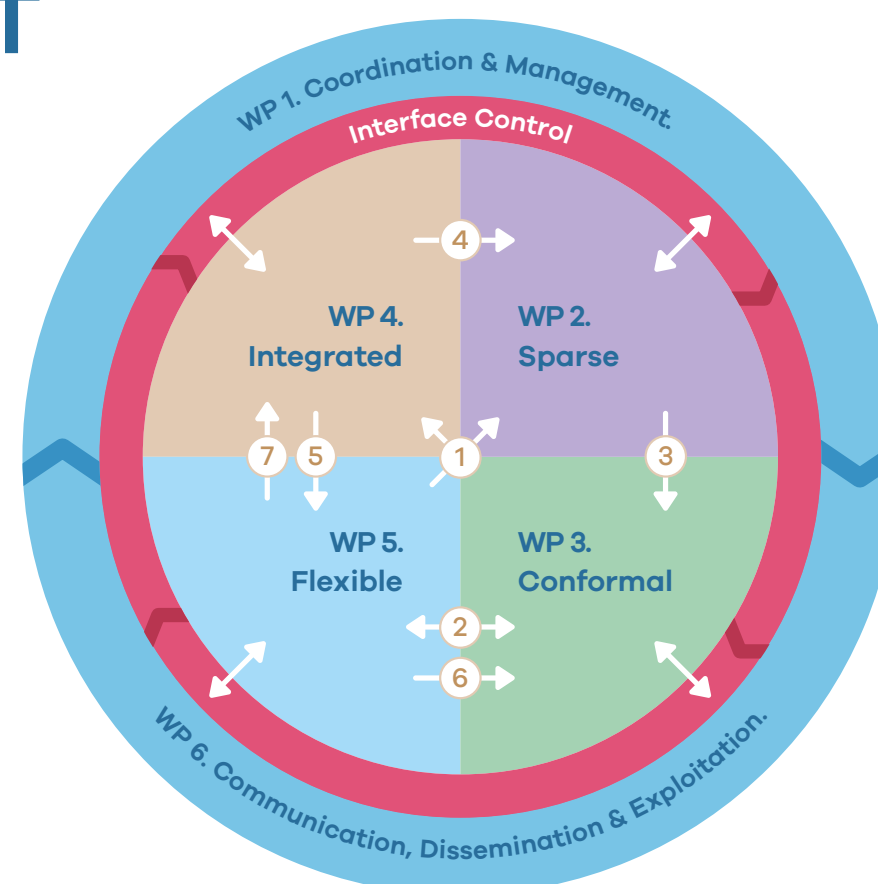 WP 1. Coordination & Management.
Interface Control
4
WP 4.
Integrated
WP 2.
Sparse
7
5
1
3
WP 5.
Flexible
WP 3.
Conformal
2
6
WP 6. Communication, Dissemination & Exploitation.